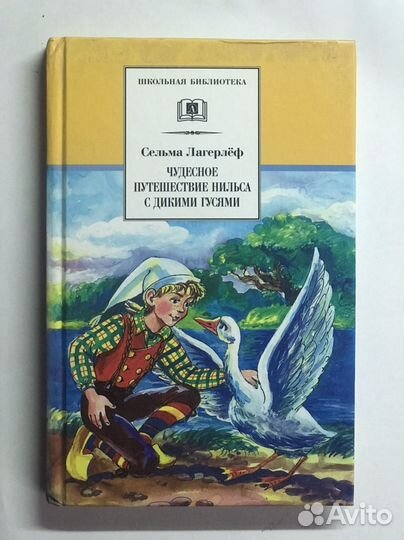 ШКОЛЬНАЯ БИБЛИОТЕКА
Сельма Лагерлёф
ЧУДЕСНОЕ
ПУТЕШЕСТВИЕ НИЛЬСА
С ДИКИМИ ГУСЯМИ
Avito